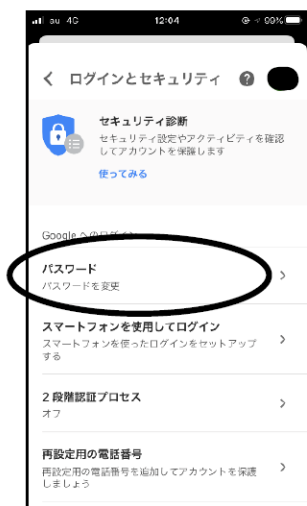 au 4G 12:04 99%
ログインとセキュリティ ?
セキュリティ診断
セキュリティ設定やアクティビティを確認
してアカウントを保護します
使ってみる
Google へのログイン
パスワード
パスワードを変更
スマートフォンを使用してログイン
スマートフォンを使ったログインをセットアップ
する
2 段階認証プロセス
オフ
再設定用の電話番号
再設定用の電話番号を追加してアカウントを保護
しましょう